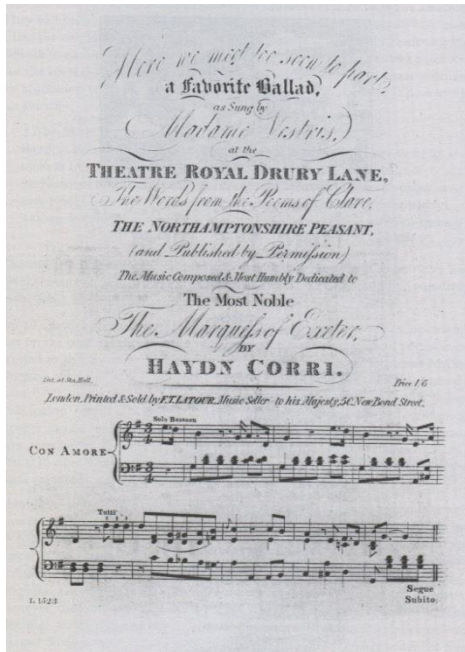 Here we meet too soon to part,
a Favorite Ballad,
as Sung by
Madame Vestris,
at the
THEATRE ROYAL DRURY LANE,
The Words from the Poems of Clare,
THE NORTHAMPTONSHIRE PEASANT,
(and Published by Permission)
The Music Composed & Most Humbly Dedicated to
The Most Noble
The Marquess of Exeter,
BY
HAYDN CORRI.
Ent. at Sta. Hall.
Price 1/6
London, Printed & Sold by F.T. LATOUR, Music Seller to his Majesty, 50, New Bond Street.
Solo Bassoon
CON AMORE
Tutti
Segue
Subito.
L. 1523